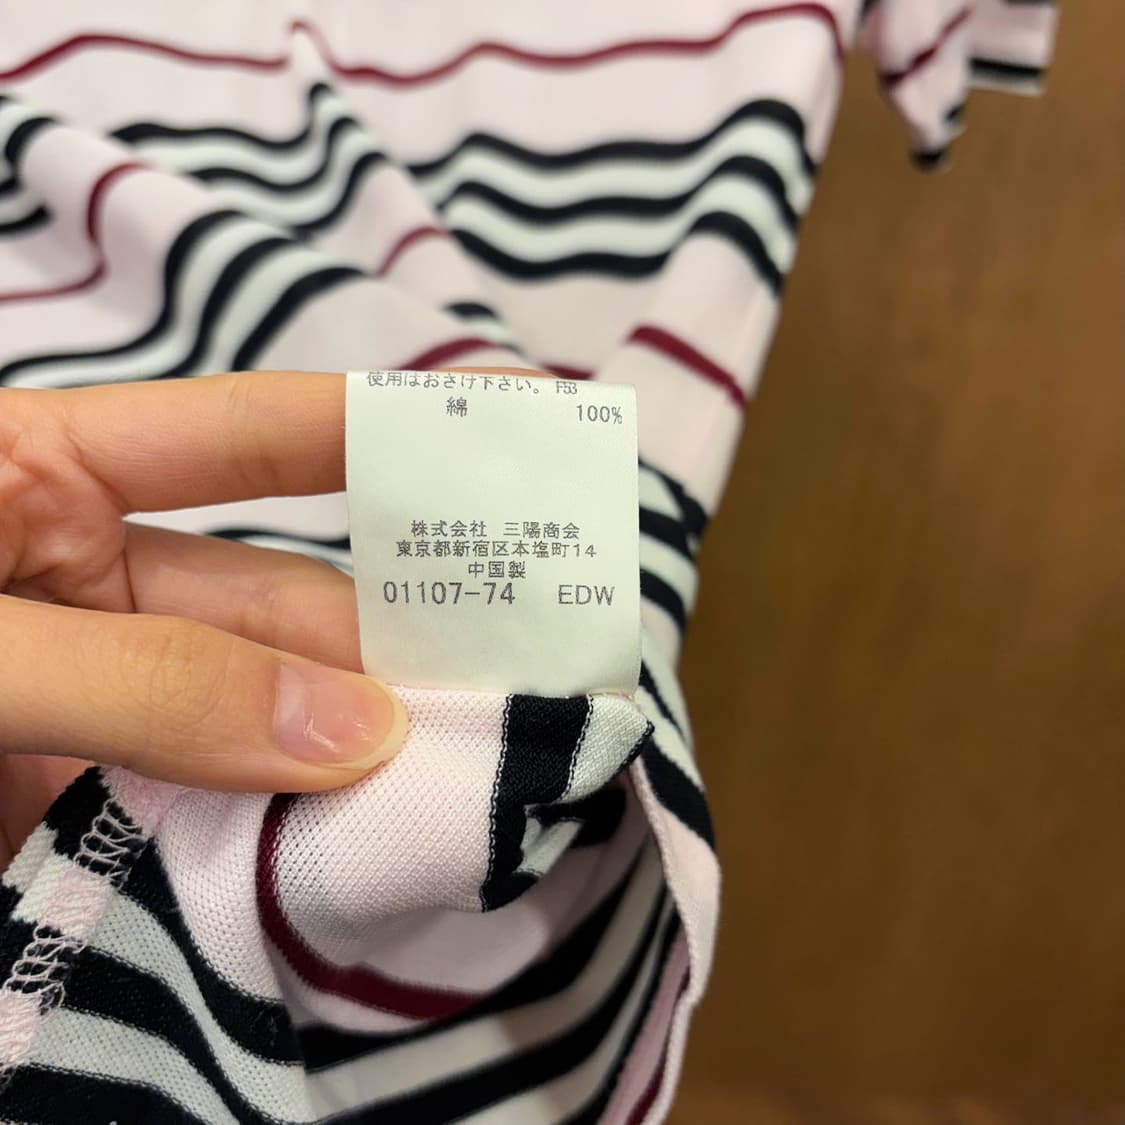 使用はおさけ下さい。 F53
綿 100%
株式会社 三陽商会
東京都新宿区本塩町14
中国製
01107-74 EDW